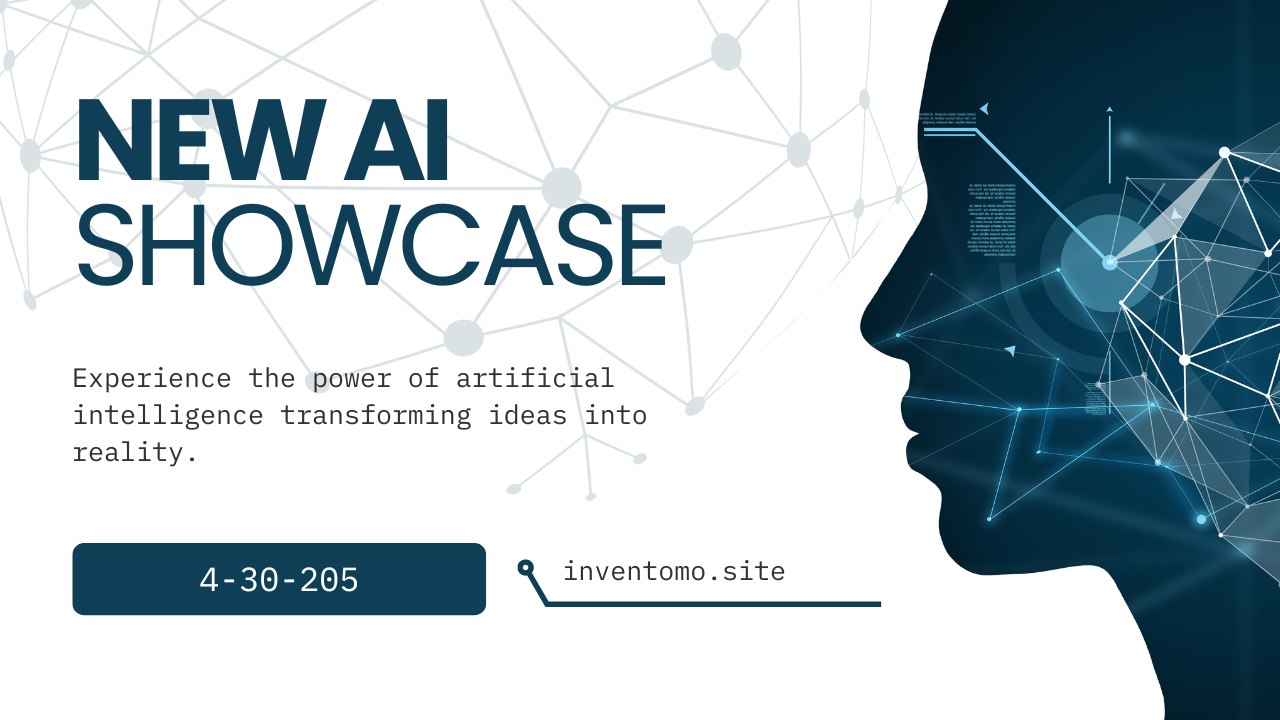 NEW AI
SHOWCASE
Experience the power of artificial
intelligence transforming ideas into
reality.
4-30-205
inventomo.site